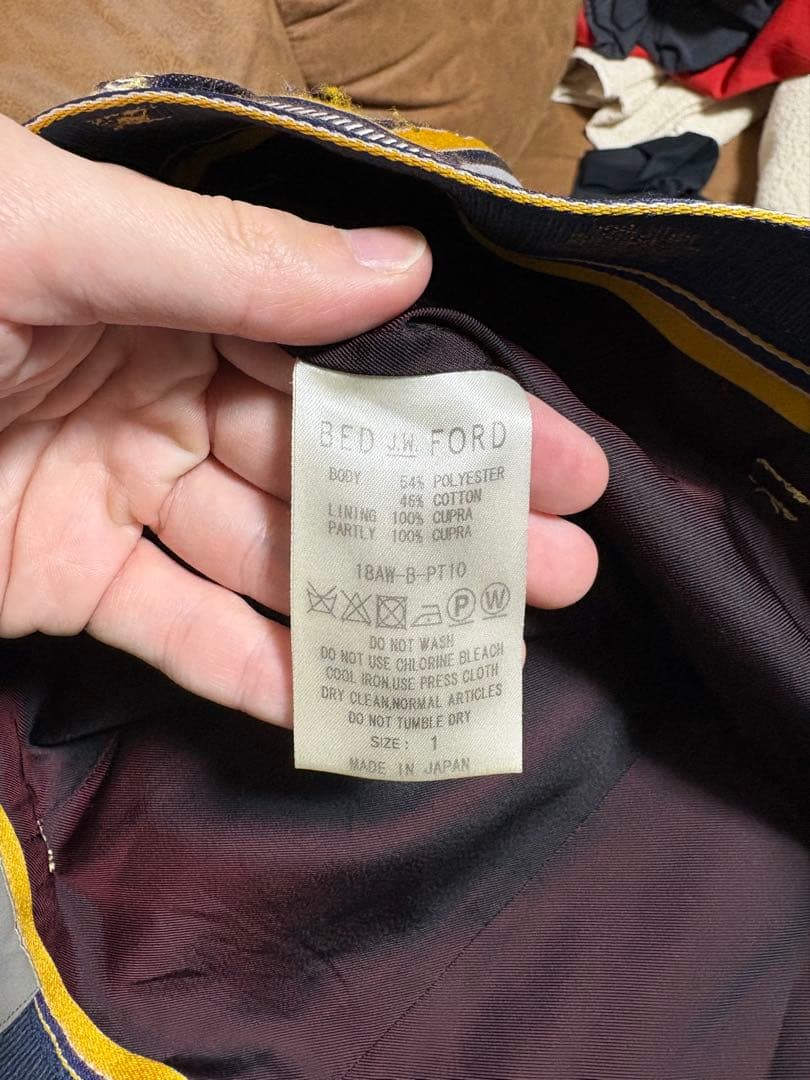 BED J.W. FORD
BODY 54% POLYESTER
46% COTTON
LINING 100% CUPRA
PARTLY 100% CUPRA
18AW-B-PT10
P W
DO NOT WASH
DO NOT USE CHLORINE BLEACH
COOL IRON,USE PRESS CLOTH
DRY CLEAN,NORMAL ARTICLES
DO NOT TUMBLE DRY
SIZE: 1
MADE IN JAPAN